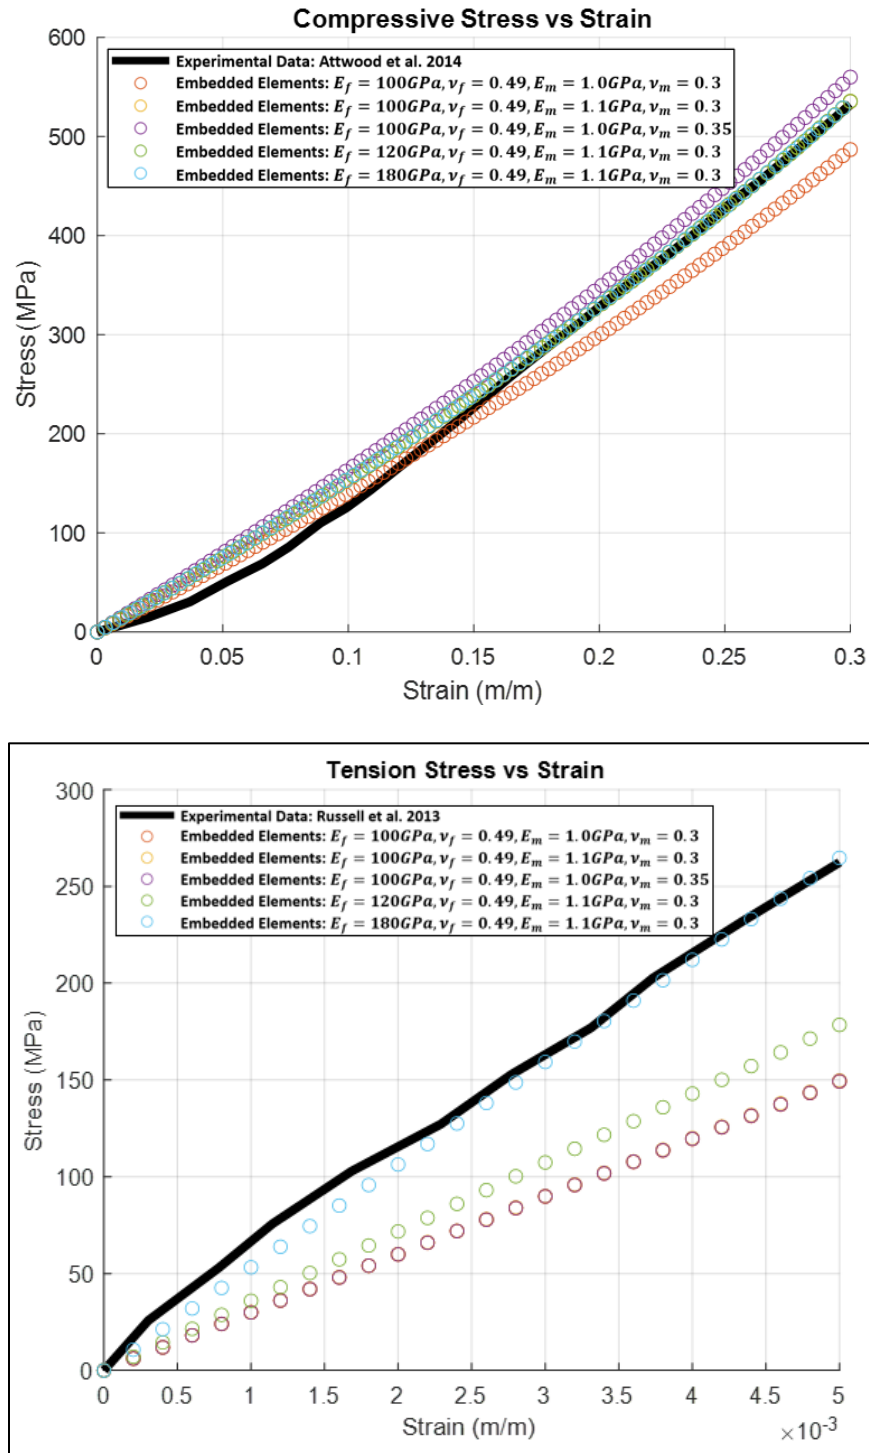 Compressive Stress vs Strain
600
500
400
300
200
100
0
Stress (MPa)
Experimental Data: Attwood et al. 2014
Embedded Elements: E_f = 100GPa, ν_f = 0.49, E_m = 1.0GPa, ν_m = 0.3
Embedded Elements: E_f = 100GPa, ν_f = 0.49, E_m = 1.1GPa, ν_m = 0.3
Embedded Elements: E_f = 100GPa, ν_f = 0.49, E_m = 1.0GPa, ν_m = 0.35
Embedded Elements: E_f = 120GPa, ν_f = 0.49, E_m = 1.1GPa, ν_m = 0.3
Embedded Elements: E_f = 180GPa, ν_f = 0.49, E_m = 1.1GPa, ν_m = 0.3
0 0.05 0.1 0.15 0.2 0.25 0.3
Strain (m/m)
Tension Stress vs Strain
300
250
200
150
100
50
0
Stress (MPa)
Experimental Data: Russell et al. 2013
Embedded Elements: E_f = 100GPa, ν_f = 0.49, E_m = 1.0GPa, ν_m = 0.3
Embedded Elements: E_f = 100GPa, ν_f = 0.49, E_m = 1.1GPa, ν_m = 0.3
Embedded Elements: E_f = 100GPa, ν_f = 0.49, E_m = 1.0GPa, ν_m = 0.35
Embedded Elements: E_f = 120GPa, ν_f = 0.49, E_m = 1.1GPa, ν_m = 0.3
Embedded Elements: E_f = 180GPa, ν_f = 0.49, E_m = 1.1GPa, ν_m = 0.3
0 0.5 1 1.5 2 2.5 3 3.5 4 4.5 5
Strain (m/m)
×10⁻³